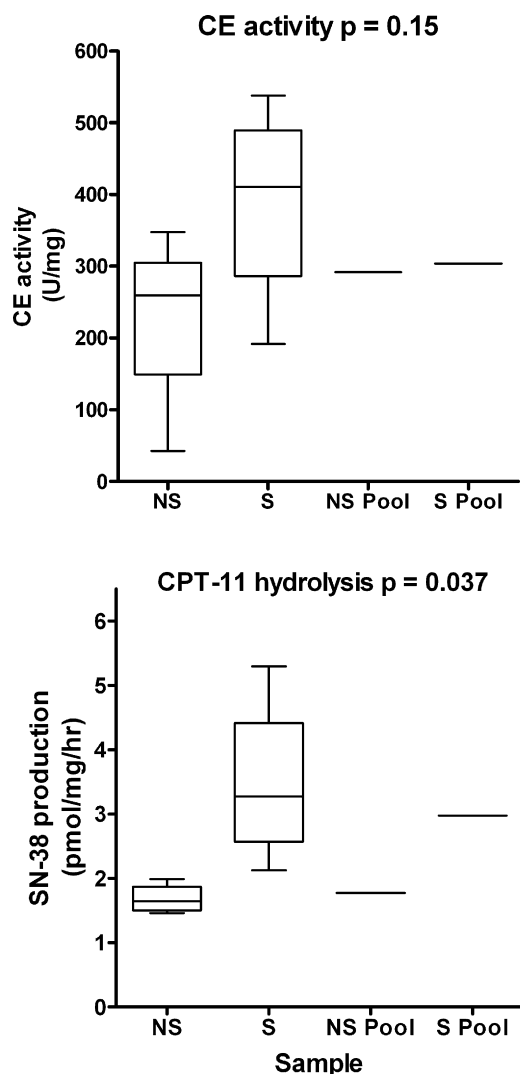 CE activity p = 0.15
600
500
400
300
200
100
0
CE activity
(U/mg)
NS S NS Pool S Pool
CPT-11 hydrolysis p = 0.037
6
5
4
3
2
1
0
SN-38 production
(pmol/mg/hr)
NS S NS Pool S Pool
Sample